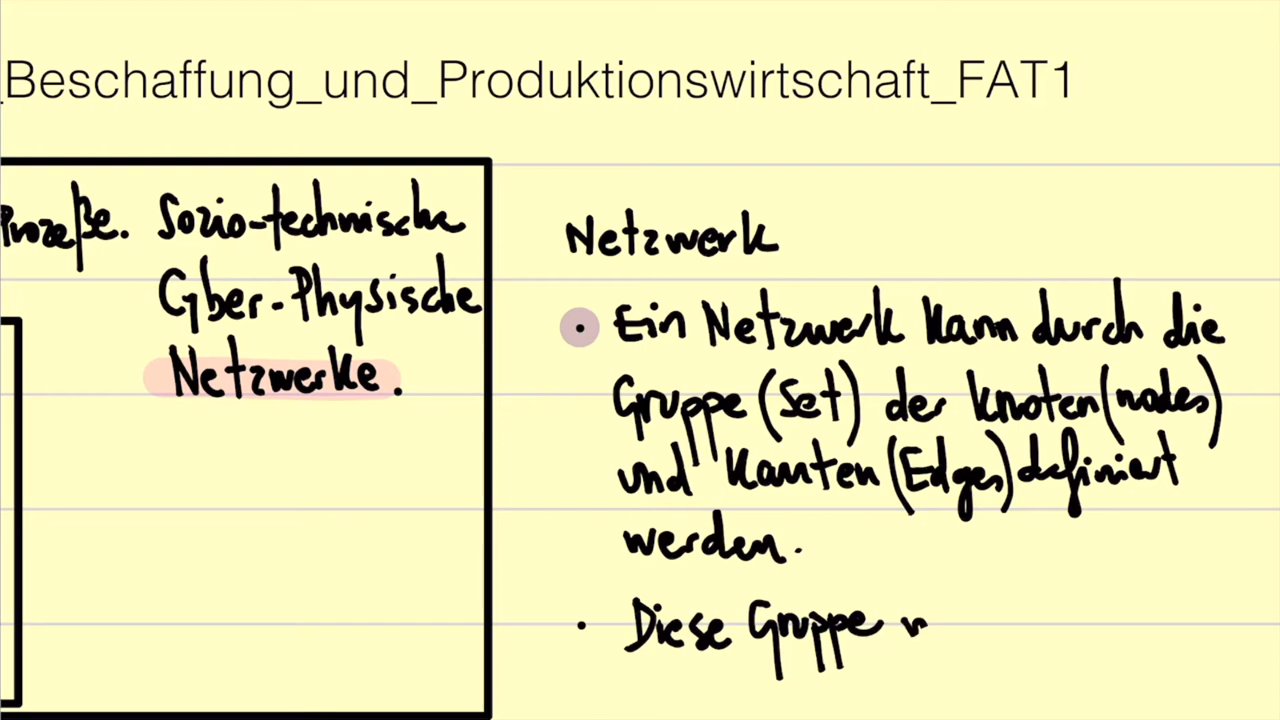 _Beschaffung_und_Produktionswirtschaft_FAT1
Prozeße. Sozio-technische
Cyber-Physische
Netzwerke.
Netzwerk
• Ein Netzwerk kann durch die
Gruppe (Set) der Knoten (nodes)
und Kanten (Edges) definiert
werden.
• Diese Gruppe